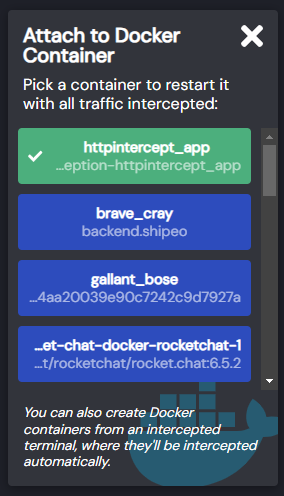 Attach to Docker
Container
Pick a container to restart it
with all traffic intercepted:
httpintercept_app
...eption-httpintercept_app
brave_cray
backend.shipeo
gallant_bose
...4aa20039e90c7242c9d7927a
...et-chat-docker-rocketchat-1
...t/rocketchat/rocket.chat:6.5.2
You can also create Docker
containers from an intercepted
terminal, where they'll be intercepted
automatically.